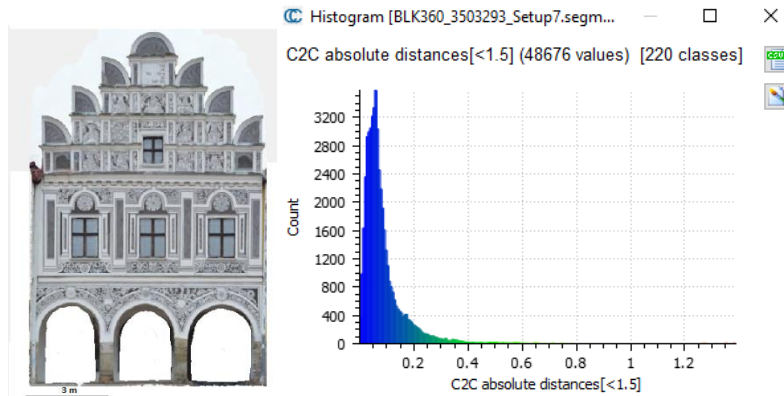 Histogram [BLK360_3503293_Setup7.segm...
C2C absolute distances[<1.5] (48676 values) [220 classes]
CSV
3200
2800
2400
2000
1600
1200
800
400
0
Count
0.2 0.4 0.6 0.8 1 1.2
C2C absolute distances[<1.5]
3 m